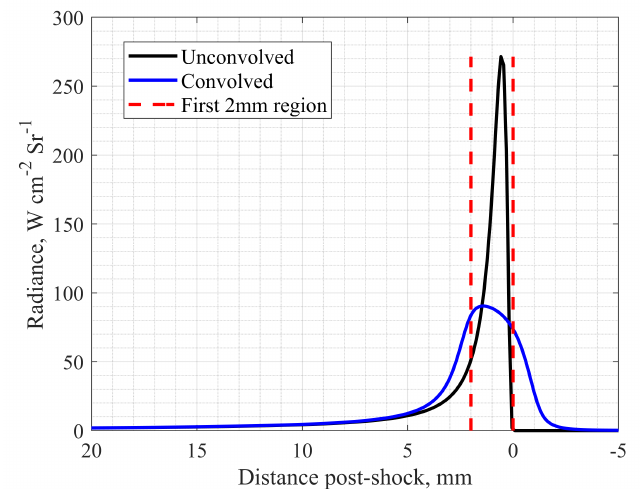 300
250
200
150
100
50
0
Radiance, W cm-2 Sr-1
Unconvolved
Convolved
First 2mm region
20 15 10 5 0 -5
Distance post-shock, mm